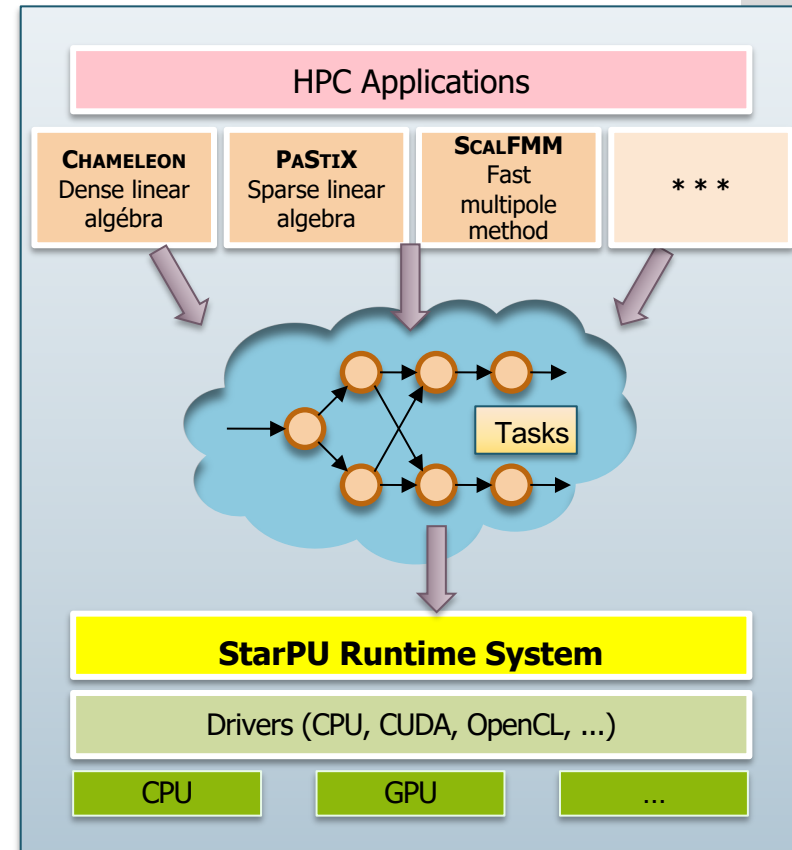 HPC Applications
CHAMELEON
Dense linear
algébra
PASTIX
Sparse linear
algebra
SCALFMM
Fast
multipole
method
* * *
Tasks
StarPU Runtime System
Drivers (CPU, CUDA, OpenCL, ...)
CPU
GPU
...